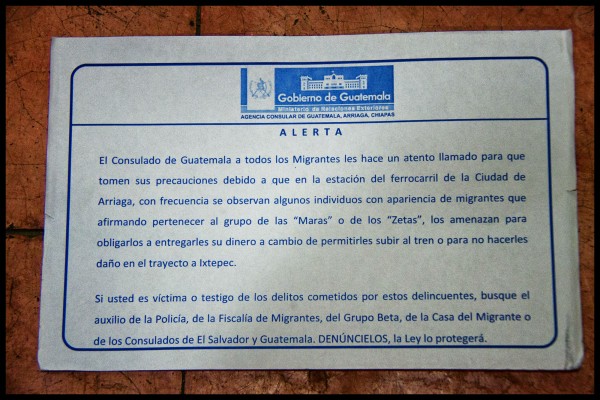 Gobierno de Guatemala
Ministerio de Relaciones Exteriores
AGENCIA CONSULAR DE GUATEMALA, ARRIAGA, CHIAPAS
ALERTA
El Consulado de Guatemala a todos los Migrantes les hace un atento llamado para que
tomen sus precauciones debido a que en la estación del ferrocarril de la Ciudad de
Arriaga, con frecuencia se observan algunos individuos con apariencia de migrantes que
afirmando pertenecer al grupo de las “Maras” o de los “Zetas”, los amenazan para
obligarlos a entregarles su dinero a cambio de permitirles subir al tren o para no hacerles
daño en el trayecto a Ixtepec.
Si usted es víctima o testigo de los delitos cometidos por estos delincuentes, busque el
auxilio de la Policía, de la Fiscalía de Migrantes, del Grupo Beta, de la Casa del Migrante o
de los Consulados de El Salvador y Guatemala. DENÚNCIELOS, la Ley lo protegerá.